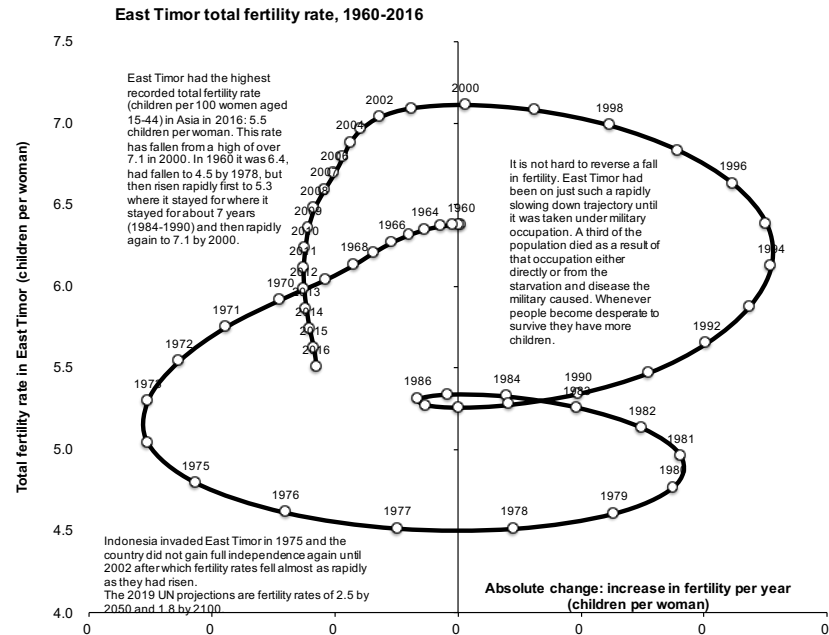 East Timor total fertility rate, 1960-2016
7.5
East Timor had the highest
recorded total fertility rate
(children per 100 women aged
15-44) in Asia in 2016: 5.5
children per woman. This rate
has fallen from a high of over
7.1 in 2000. In 1960 it was 6.4,
had fallen to 4.5 by 1978, but
then risen rapidly first to 5.3
where it stayed for where it
stayed for about 7 years
(1984-1990) and then rapidly
again to 7.1 by 2000.
2000
2002
1998
7.0
2004
2006
2007
2008
2009
2010
2011
2012
2013
2014
2015
2016
1996
It is not hard to reverse a fall
in fertility. East Timor had
been on just such a rapidly
slowing down trajectory until
it was taken under military
occupation. A third of the
population died as a result of
that occupation either
directly or from the
starvation and disease the
military caused. Whenever
people become desperate to
survive they have more
children.
6.5
1960
1964
1966
1968
1994
6.0
1970
1971
1992
1972
5.5
1973
1986
1984
1990
1983
1982
1981
1980
5.0
1975
1976
1977
1978
1979
4.5
Total fertility rate in East Timor (children per woman)
Indonesia invaded East Timor in 1975 and the
country did not gain full independence again until
2002 after which fertility rates fell almost as rapidly
as they had risen.
The 2019 UN projections are fertility rates of 2.5 by
2050 and 1.8 by 2100
Absolute change: increase in fertility per year
(children per woman)
4.0
0 0 0 0 0 0 0